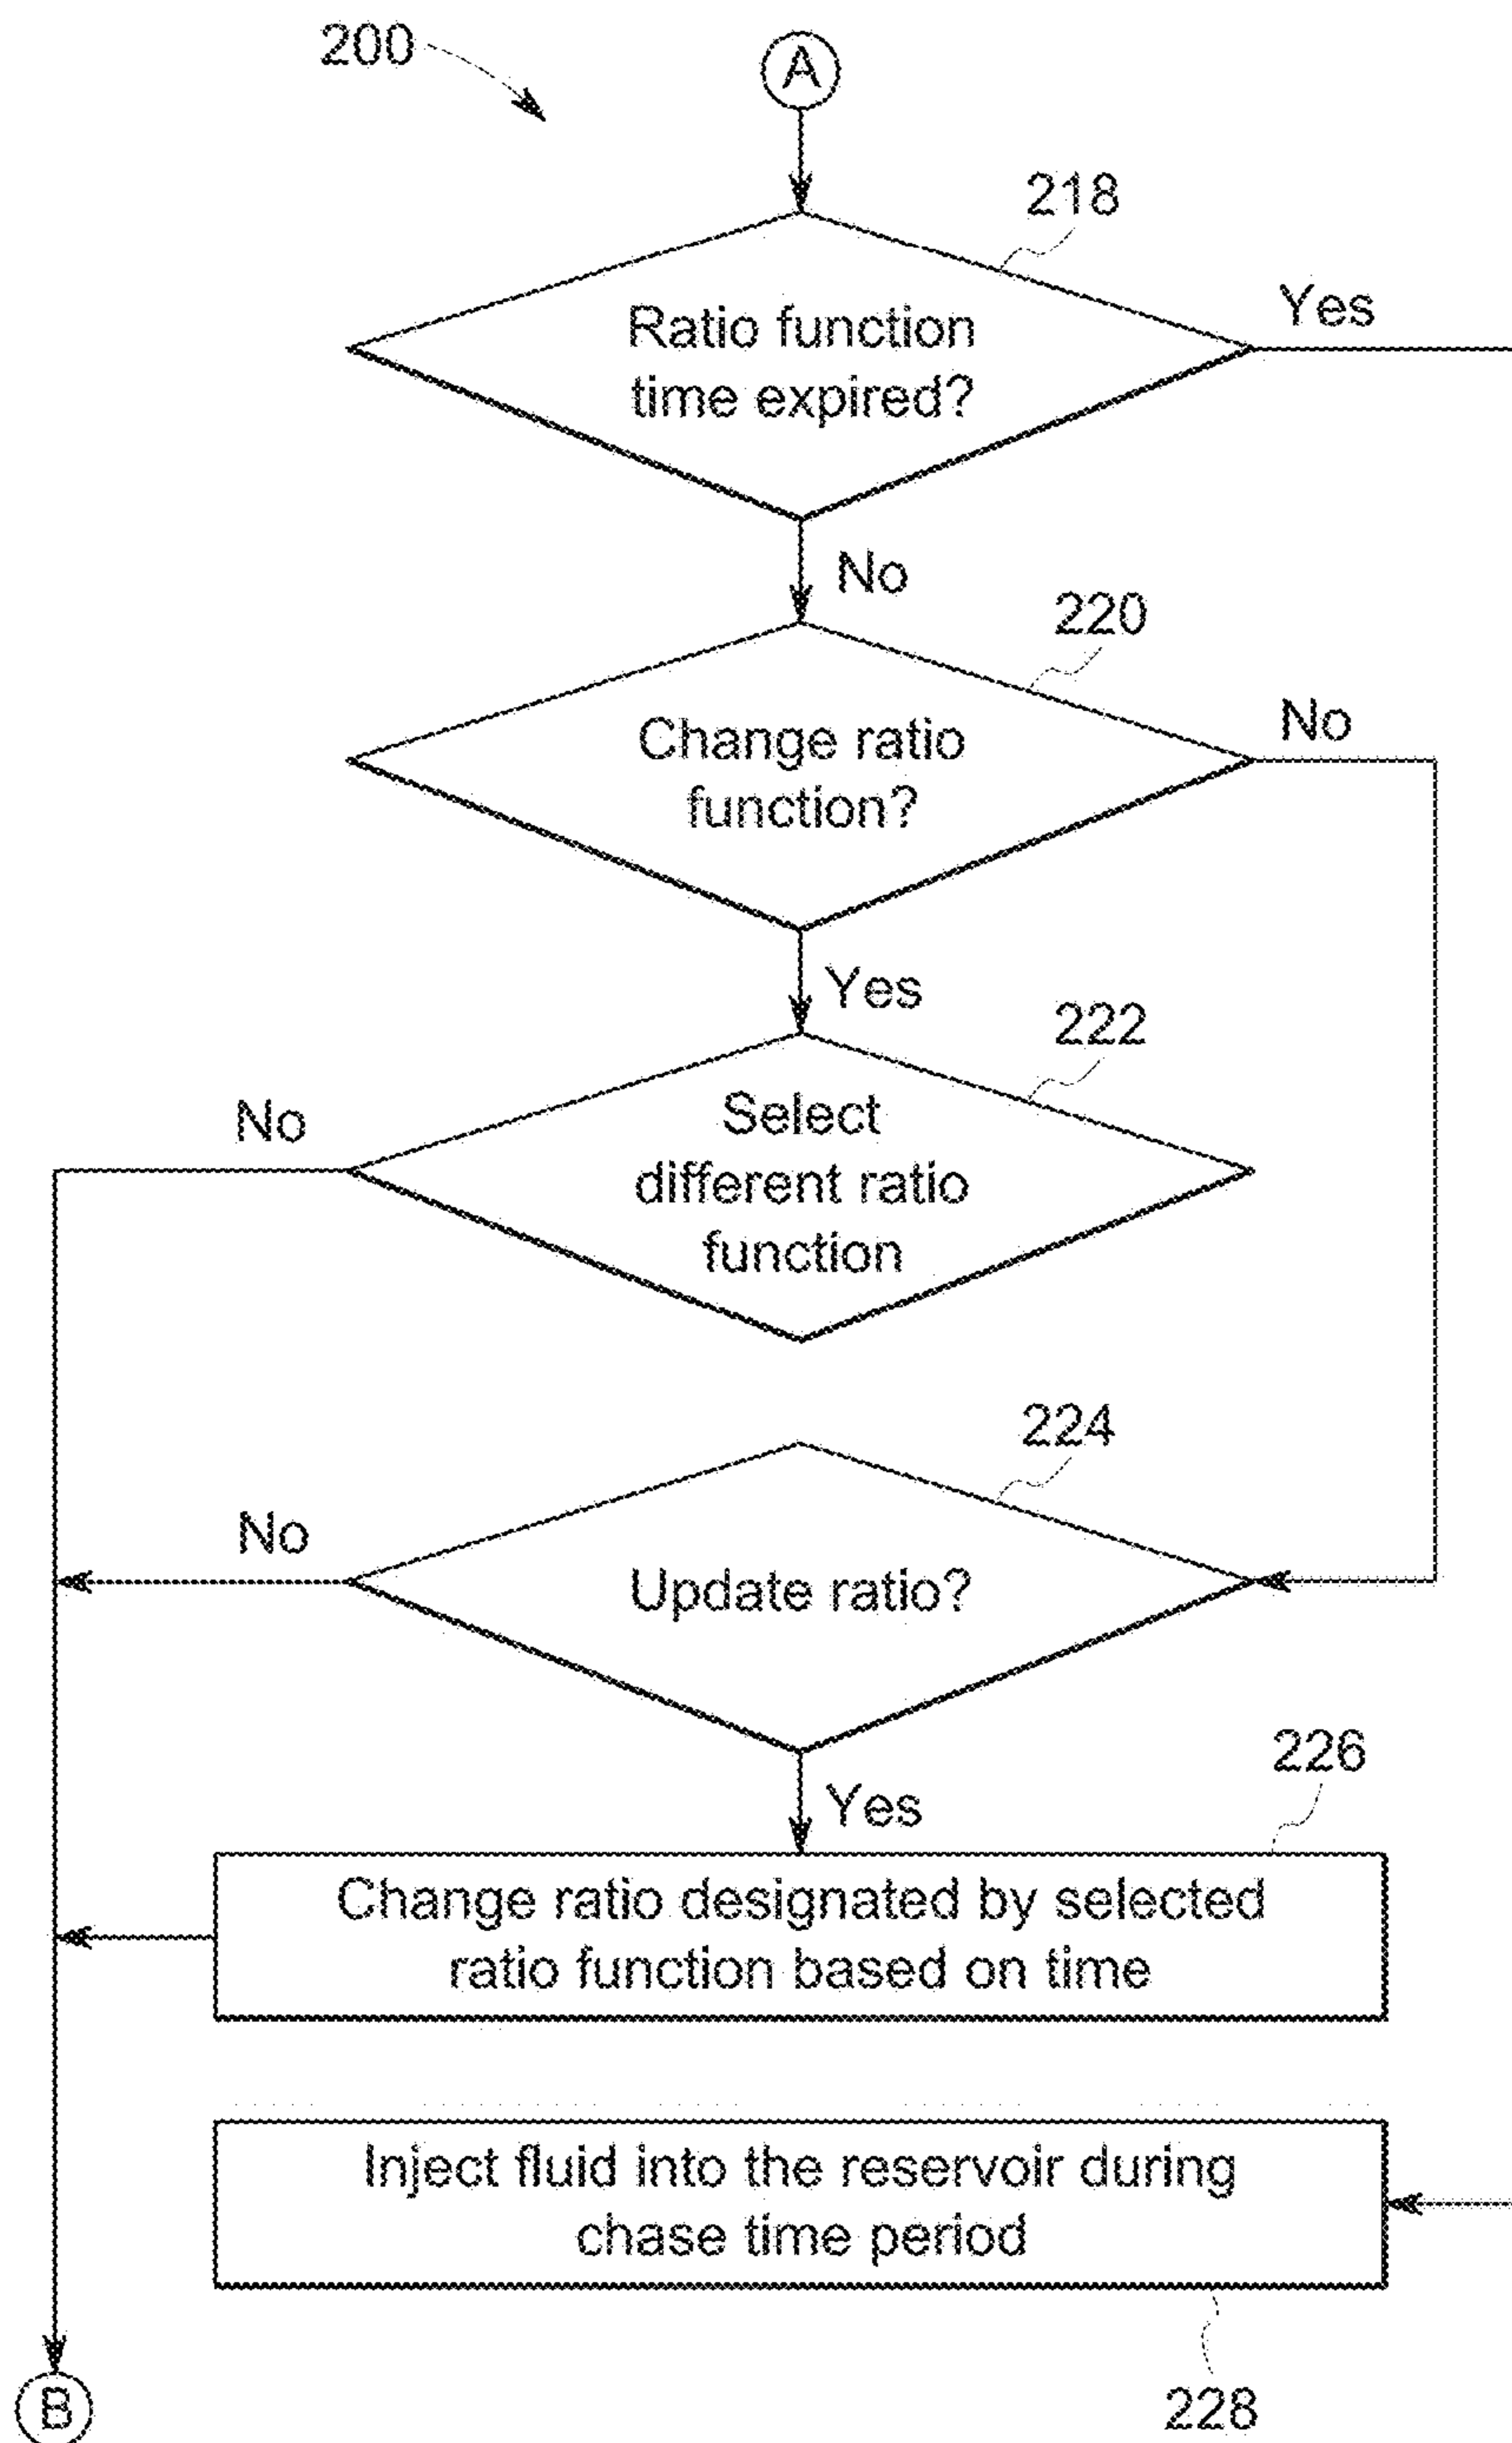 200
A
218
Ratio function
time expired?
Yes
No
220
Change ratio
function?
No
Yes
222
No
Select
different ratio
function
224
No
Update ratio?
Yes
226
Change ratio designated by selected
ratio function based on time
Inject fluid into the reservoir during
chase time period
B
228